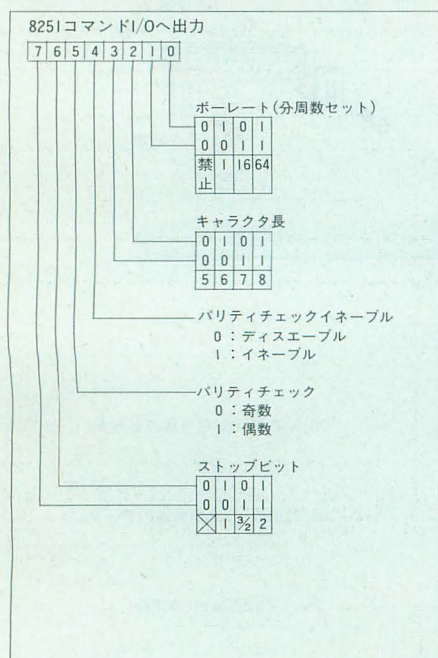 8251コマンドI/Oへ出力
7 6 5 4 3 2 1 0
ボーレート(分周数セット)
0 1 0 1
0 0 1 1
禁止 1 16 64
キャラクタ長
0 1 0 1
0 0 1 1
5 6 7 8
パリティチェックイネーブル
0：ディスエーブル
1：イネーブル
パリティチェック
0：奇数
1：偶数
ストップビット
0 1 0 1
0 0 1 1
1 3/2 2